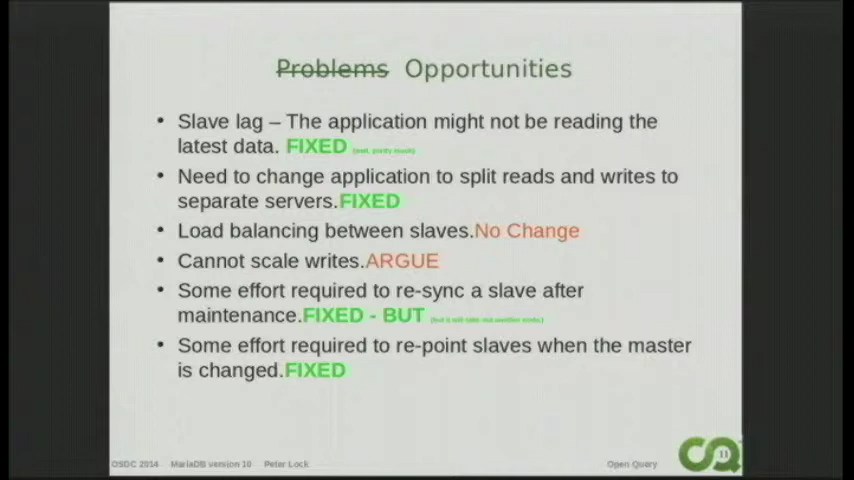 Problems Opportunities
• Slave lag – The application might not be reading the
latest data. FIXED (well, pretty much)
• Need to change application to split reads and writes to
separate servers.FIXED
• Load balancing between slaves.No Change
• Cannot scale writes.ARGUE
• Some effort required to re-sync a slave after
maintenance.FIXED - BUT
• Some effort required to re-point slaves when the master
is changed.FIXED
OSDC 2014 MariaDB version 10 Peter Lock
Open Query
11